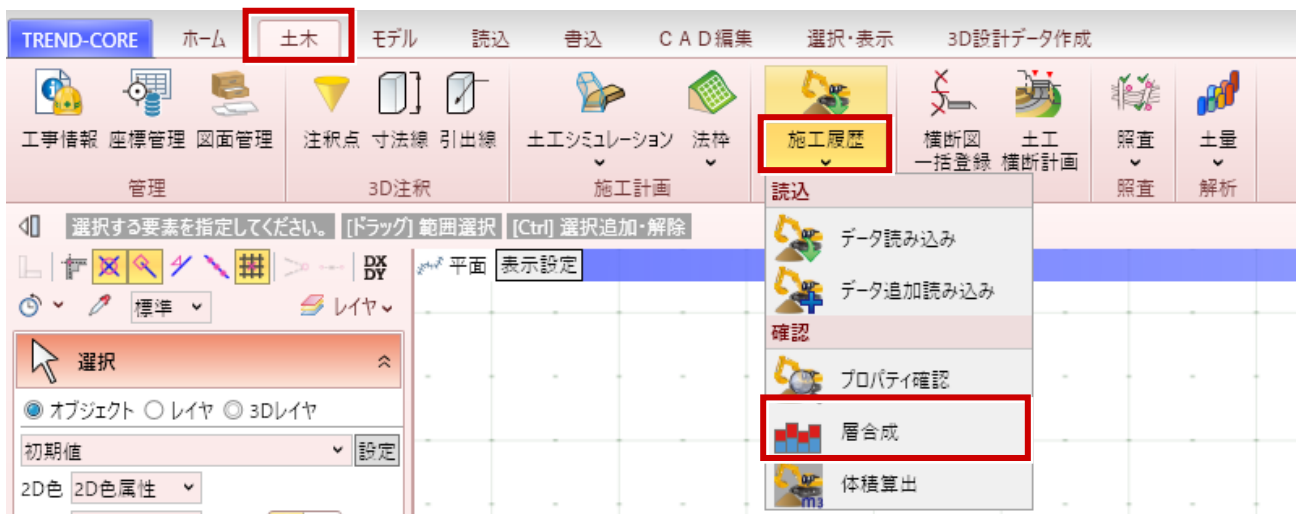 TREND-CORE ホーム 土木 モデル 読込 書込 CAD編集 選択・表示 3D設計データ作成
工事情報 座標管理 図面管理 注釈点 寸法線 引出線 土工シミュレーション 法枠 施工履歴 横断図 土工 照査 土量
一括登録 横断計画
管理 3D注釈 施工計画 照査 解析
読込
選択する要素を指定してください。 [ドラッグ] 範囲選択 [Ctrl] 選択追加・解除
データ読み込み
DX
DY
平面 表示設定
標準 レイヤ
データ追加読み込み
確認
選択
プロパティ確認
オブジェクト レイヤ 3Dレイヤ
層合成
初期値 設定
体積算出
m3
2D色 2D色属性